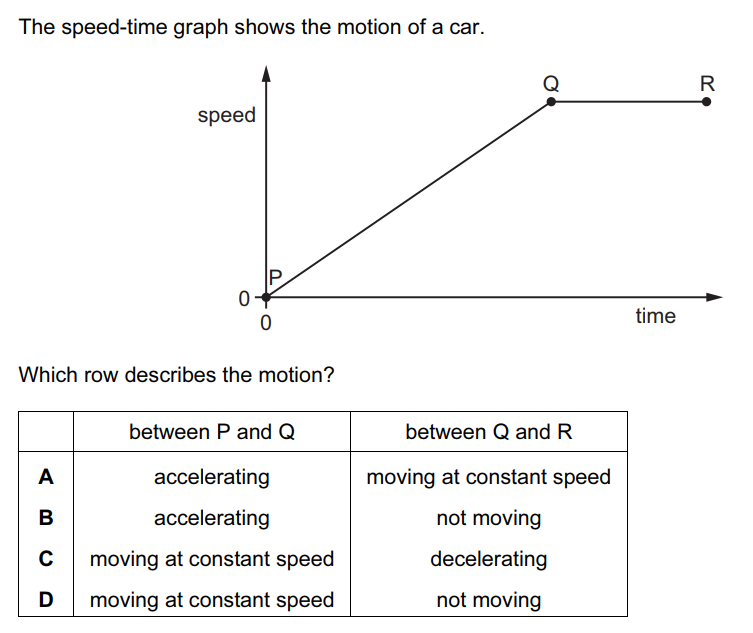 The speed-time graph shows the motion of a car.
Q R
speed
P
0
0
time
Which row describes the motion?
between P and Q between Q and R
A accelerating moving at constant speed
B accelerating not moving
C moving at constant speed decelerating
D moving at constant speed not moving